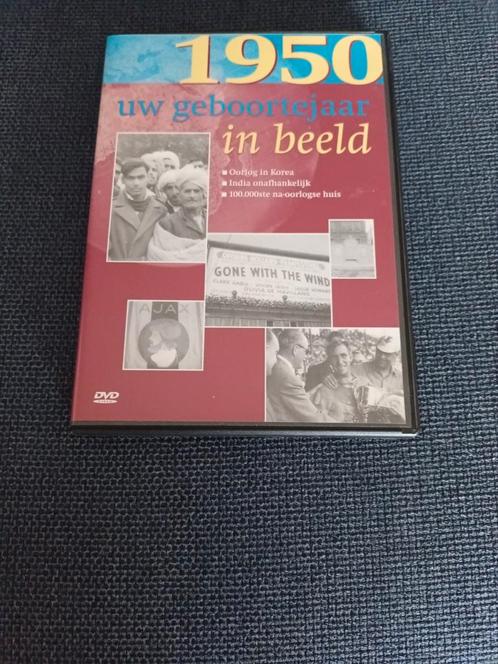 1950
uw geboortejaar
in beeld
■ Oorlog in Korea
■ India onafhankelijk
■ 100.000ste na-oorlogse huis
GONE WITH THE WIND
AJAX
DVD